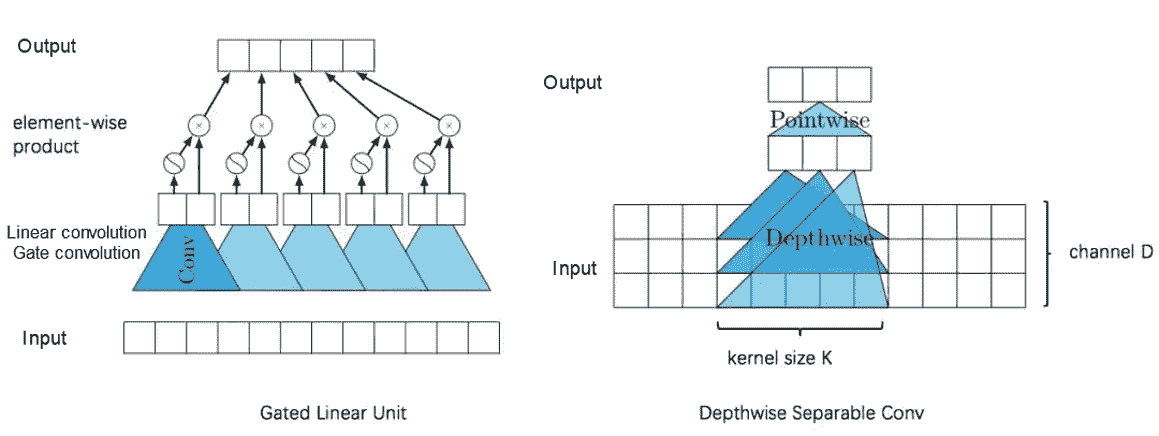 Output
element-wise
product
Linear convolution
Gate convolution
Conv
Input
Gated Linear Unit
Output
Pointwise
Depthwise
Input
channel D
kernel size K
Depthwise Separable Conv